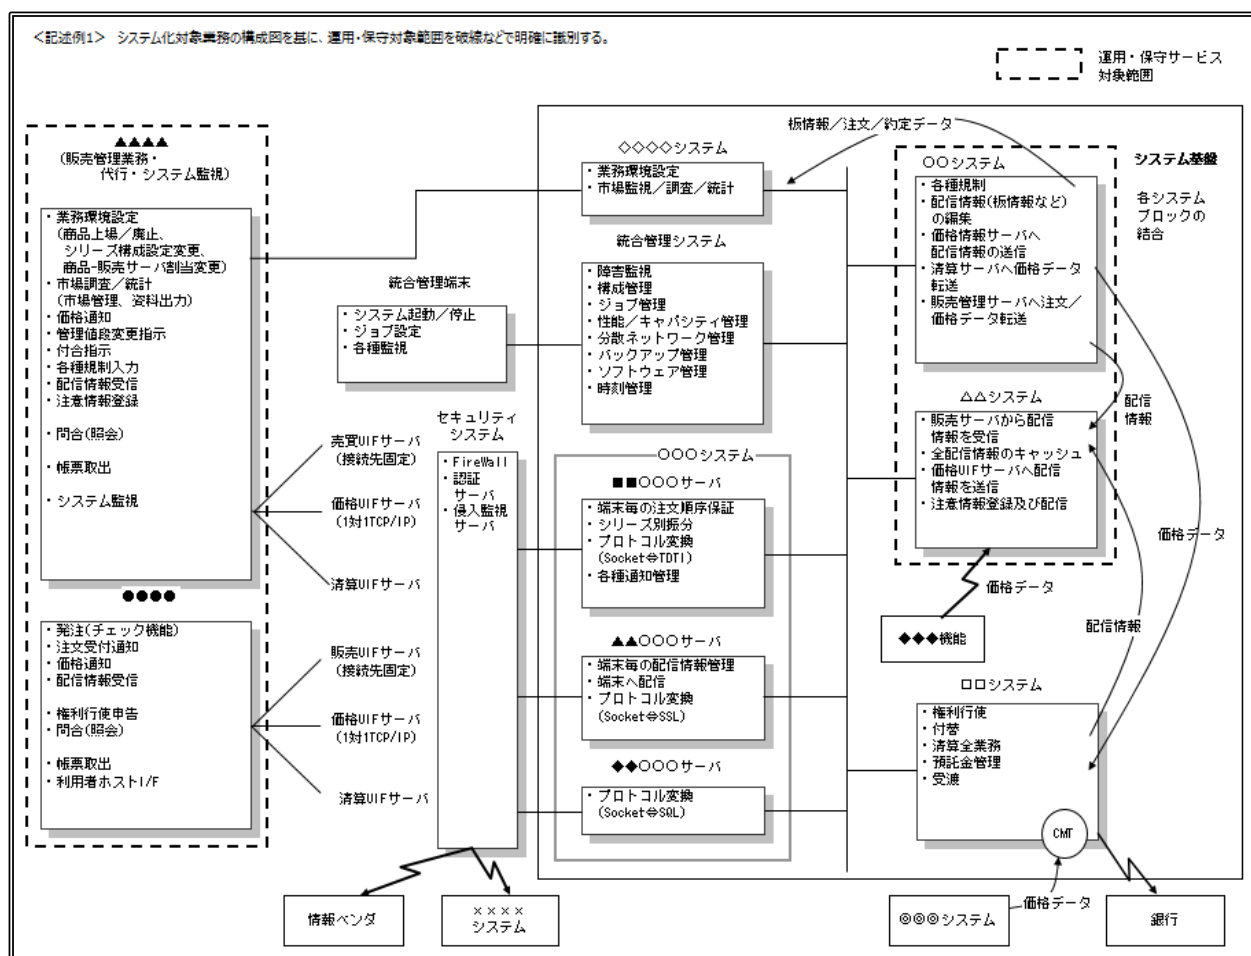 ＜記述例1＞ システム化対象業務の構成図を基に、運用・保守対象範囲を破線などで明確に識別する。
運用・保守サービス
対象範囲
▲▲▲▲
(販売管理業務・
代行・システム監視)
・業務環境設定
(商品上場／廃止、
シリーズ構成設定変更、
商品-販売サーバ割当変更)
・市場調査／統計
(市場管理、資料出力)
・価格通知
・管理値段変更指示
・付合指示
・各種規制入力
・配信情報受信
・注意情報登録
・問合(照会)
・帳票取出
・システム監視
●●●●
・発注(チェック機能)
・注文受付通知
・価格通知
・配信情報受信
・権利行使申告
・問合(照会)
・帳票取出
・利用者ホストI/F
売買UIFサーバ
(接続先固定)
価格UIFサーバ
(1対1TCP/IP)
清算UIFサーバ
販売UIFサーバ
(接続先固定)
価格UIFサーバ
(1対1TCP/IP)
清算UIFサーバ
統合管理端末
・システム起動／停止
・ジョブ設定
・各種監視
セキュリティ
システム
・FireWall
・認証
サーバ
・侵入監視
サーバ
板情報／注文／約定データ
◇◇◇◇システム
・業務環境設定
・市場監視／調査／統計
統合管理システム
・障害監視
・構成管理
・ジョブ管理
・性能／キャパシティ管理
・分散ネットワーク管理
・バックアップ管理
・ソフトウェア管理
・時刻管理
○○○システム
■■○○○サーバ
・端末毎の注文順序保証
・シリーズ別振分
・プロトコル変換
(Socket⇔TDTI)
・各種通知管理
▲▲○○○サーバ
・端末毎の配信情報管理
・端末へ配信
・プロトコル変換
(Socket⇔SSL)
◆◆○○○サーバ
・プロトコル変換
(Socket⇔SQL)
○○システム
・各種規制
・配信情報(板情報など)
の編集
・価格情報サーバへ
配信情報の送信
・清算サーバへ価格データ
転送
・販売管理サーバへ注文／
価格データ転送
システム基盤
各システム
ブロックの
結合
△△システム
・販売サーバから配信
情報を受信
・全配信情報のキャッシュ
・価格UIFサーバへ配信
情報を送信
・注意情報登録及び配信
配信
情報
価格データ
価格データ
◆◆◆機能
配信情報
□□システム
・権利行使
・付替
・清算全業務
・預託金管理
・受渡
CMT
情報ベンダ
××××
システム
◎◎◎システム
価格データ
銀行